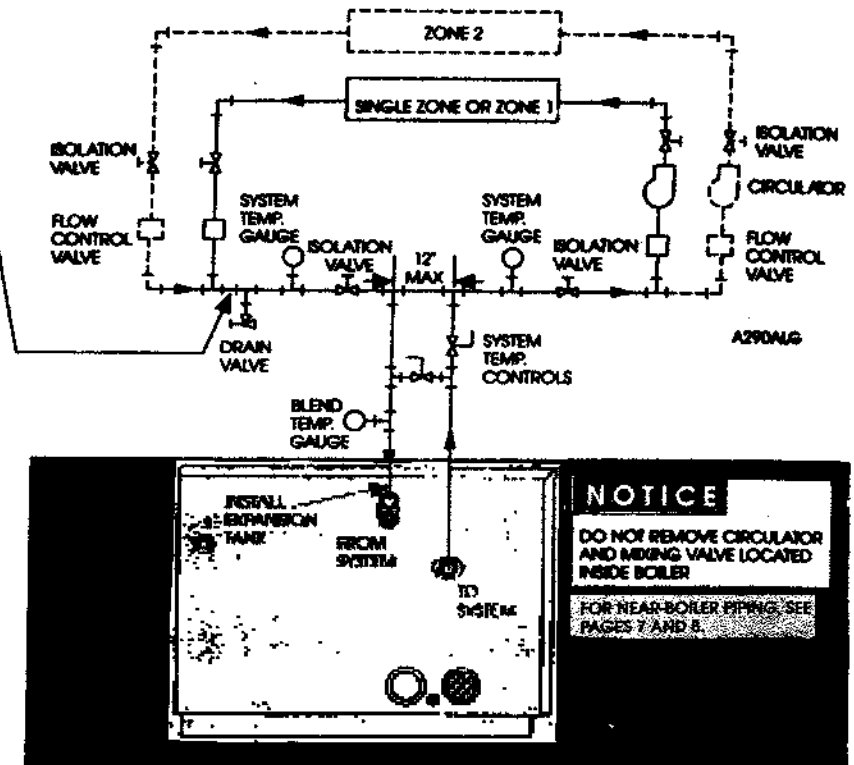 ZONE 2
SINGLE ZONE OR ZONE 1
ISOLATION
VALVE
ISOLATION
VALVE
SYSTEM
TEMP.
GAUGE
SYSTEM
TEMP.
GAUGE
CIRCULATOR
FLOW
CONTROL
VALVE
ISOLATION
VALVE
12"
MAX
ISOLATION
VALVE
FLOW
CONTROL
VALVE
DRAIN
VALVE
SYSTEM
TEMP.
CONTROLS
A290ALG
BLEND
TEMP.
GAUGE
INSTALL
EXPANSION
TANK
FROM
SYSTEM
TO
SYSTEM
NOTICE
DO NOT REMOVE CIRCULATOR
AND MIXING VALVE LOCATED
INSIDE BOILER
FOR NEAR-BOILER PIPING, SEE
PAGES 7 AND 8.